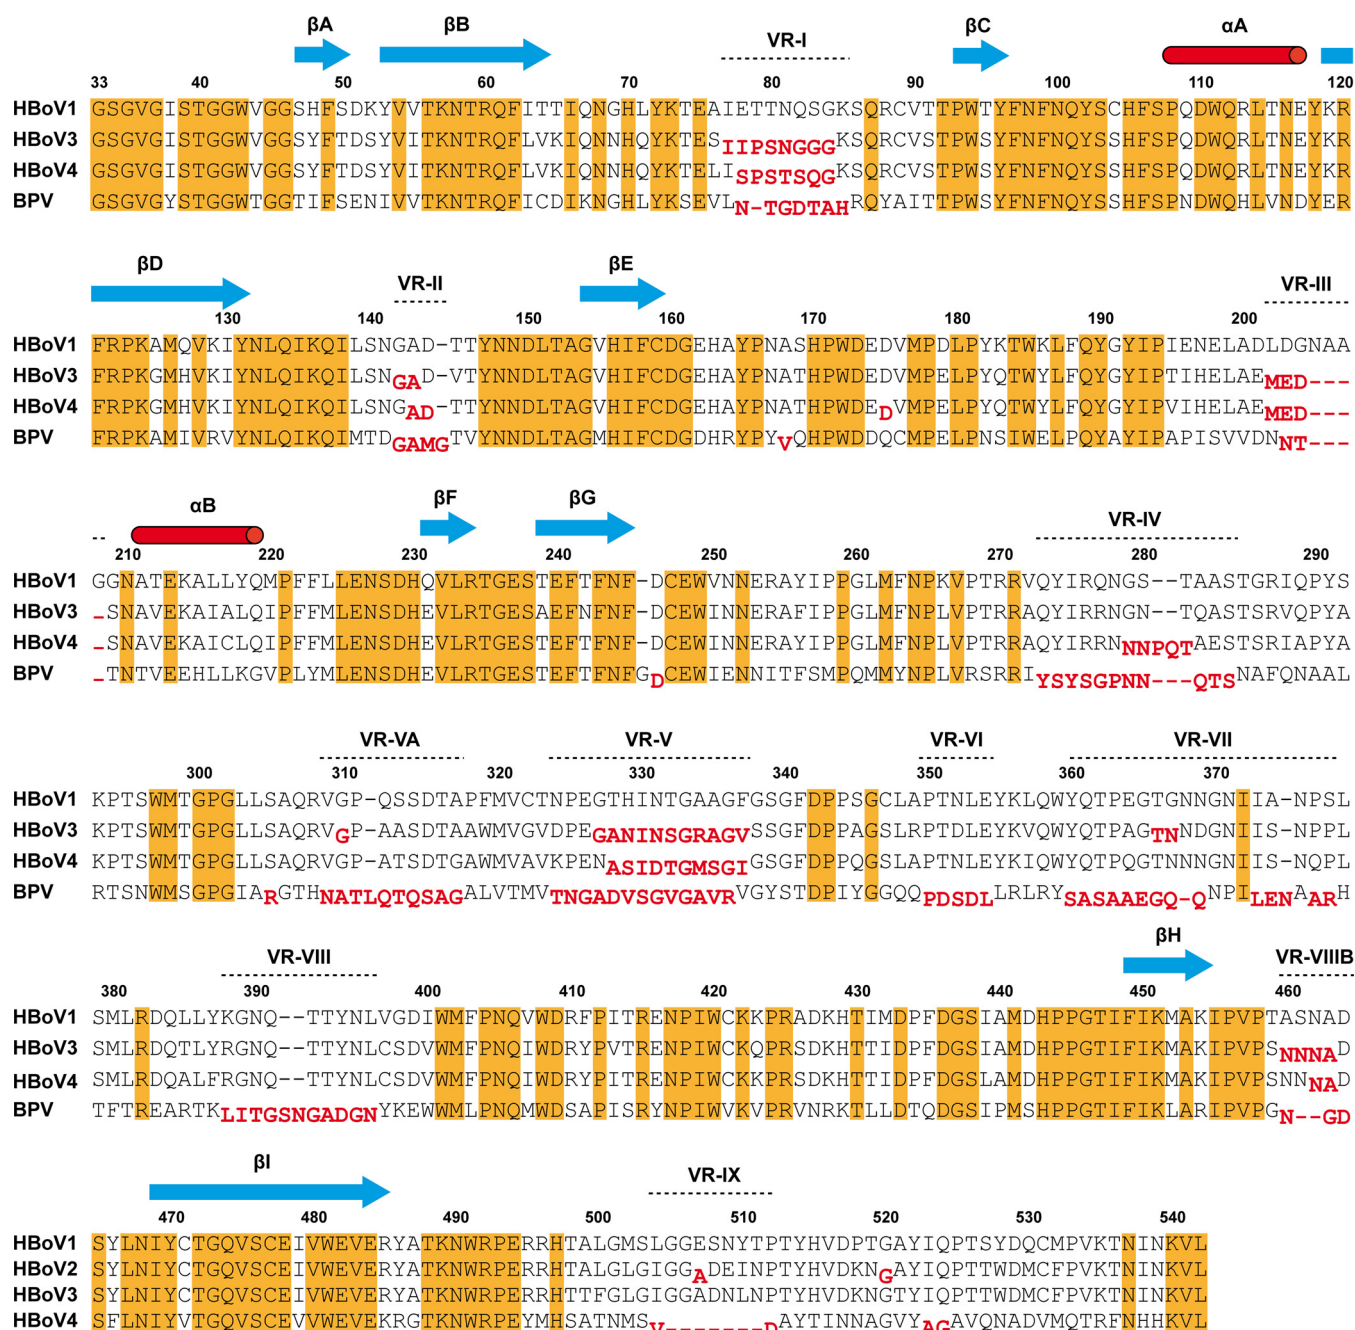 βA βB VR-I βC αA
33 40 50 60 70 80 90 100 110 120
HBoV1 GSGVGISTGGWVGGSHFSDKYVVTKNTRQFITTIQNGHLYKTEAIETTNQSGKSQRCVTTPWTYFNFNQYSCHFSPQDWQRLTNEYKR
HBoV3 GSGVGISTGGWVGGSYFTDSYVITKNTRQFLVKIQNNHQYKTESIIPSNGGGKSQRCVSTPWSYFNFNQYSSHFSPQDWQRLTNEYKR
HBoV4 GSGVGISTGGWVGGSYFTDSYVITKNTRQFLVKIQNNHQYKTELISPSTSQGKSQRCVSTPWSYFNFNQYSSHFSPQDWQRLTNEYKR
BPV GSGVGYSTGGWTGGTIFSENIVVTKNTRQFICDIKNGHLYKSEVLN-TGDTAHRQYAITTPWSYFNFNQYSSHFSPNDWQHLVNDYER
βD VR-II βE VR-III
130 140 150 160 170 180 190 200
HBoV1 FRPKAMQVKIYNLQIKQILSNGAD-TTYNNDLTAGVHIFCDGEHAYPNASHPWDEDVMPDLPYKTWKLFQYGYIPIENELADLDGNAA
HBoV3 FRPKGMHVKIYNLQIKQILSNGAD-VTYNNDLTAGVHIFCDGEHAYPNATHPWDEDVMPELPYQTWYLFQYGYIPTIHELAEMED---
HBoV4 FRPKGMHVKIYNLQIKQILSNGAD-TTYNNDLTAGVHIFCDGEHAYPNATHPWDEDVMPELPYQTWYLFQYGYIPVIHELAEMED---
BPV FRPKAMIVRVYNLQIKQIMTDGAMGTVYNNDLTAGMHIFCDGDHRYPYVQHPWDDQCMPELPNSIWELPQYAYIPAPISVVDNNT---
αB βF βG VR-IV
210 220 230 240 250 260 270 280 290
HBoV1 GGNATEKALLYQMPFFLLENSDHQVLRTGESTEFTFNF-DCEWVNNERAYIPPGLMFNPKVPTRRVQYIRQNGS--TAASTGRIQPYS
HBoV3 -SNAVEKAIALQIPFFMLENSDHEVLRTGESAEFNFNF-DCEWINNERAFIPPGLMFNPLVPTRRAQYIRRNGN--TQASTSRVQPYA
HBoV4 -SNAVEKAICLQIPFFMLENSDHEVLRTGESTEFTFNF-DCEWINNERAYIPPGLMFNPLVPTRRAQYIRRNNNPQTAESTSRIAPYA
BPV -TNTVEEHLLKGVPLYMLENSDHEVLRTGESTEFTFNFGDCEWIENNITFSMPQMMYNPLVRSRRIYSYSGPNN---QTSNAFQNAAL
VR-VA VR-V VR-VI VR-VII
300 310 320 330 340 350 360 370
HBoV1 KPTSWMTGPGLLSAQRVGP-QSSDTAPFMVCTNPEGTHINTGAAGFGSGFDPPSGCLAPTNLEYKLQWYQTPEGTGNNGNIIA-NPSL
HBoV3 KPTSWMTGPGLLSAQRVGP-AASDTAAWMVGVDPEGANINSGRAGVSSGFDPPAGSLRPTDLEYKVQWYQTPAGTNNDGNIIS-NPPL
HBoV4 KPTSWMTGPGLLSAQRVGP-ATSDTGAWMVAVKPENASIDTGMSGIGSGFDPPQGSLAPTNLEYKIQWYQTPQGTNNNGNIIS-NQPL
BPV RTSNWMSGPGIARGTHNATLQTQSAGALVTMVTNGADVSGVGAVRVGYSTDPIYGGQQPDSDLLRLRYSASAAEGQ-QNPILENAARH
VR-VIII βH VR-VIIIB
380 390 400 410 420 430 440 450 460
HBoV1 SMLRDQLLYKGNQ--TTYNLVGDIWMFPNQVWDRFPITRENPIWCKKPRADKHTIMDPFDGSIAMDHPPGTIFIKMAKIPVPTASNAD
HBoV3 SMLRDQTLYRGNQ--TTYNLCSDVWMFPNQIWDRYPVTRENPIWCKQPRSDKHTTIDPFDGSIAMDHPPGTIFIKMAKIPVPSNNNAD
HBoV4 SMLRDQALFRGNQ--TTYNLCSDVWMFPNQIWDRYPITRENPIWCKKPRSDKHTTIDPFDGSLAMDHPPGTIFIKMAKIPVPSNNNAD
BPV TFTREARTKLITGSNGADGNYKEWWMLPNQMWDSAPISRYNPIWVKVPRVNRKTLLDTQDGSIPMSHPPGTIFIKLARIPVPGN--GD
βI VR-IX
470 480 490 500 510 520 530 540
HBoV1 SYLNIYCTGQVSCEIVWEVERYATKNWRPERRHTALGMSLGGESNYTPTYHVDPTGAYIQPTSYDQCMPVKTNINKVL
HBoV2 SYLNIYCTGQVSCEIVWEVERYATKNWRPERRHTALGLGIGGADEINPTYHVDKNGAYIQPTTWDMCFPVKTNINKVL
HBoV3 SYLNIYCTGQVSCEIVWEVERYATKNWRPERRHTTFGLGIGGADNLNPTYHVDKNGTYIQPTTWDMCFPVKTNINKVL
HBoV4 SFLNIYVTGQVSCEVVWEVEKRGTKNWRPEYMHSATNMSV-------DAYTINNAGVYAGAVQNADVMQTRFNHHKVL